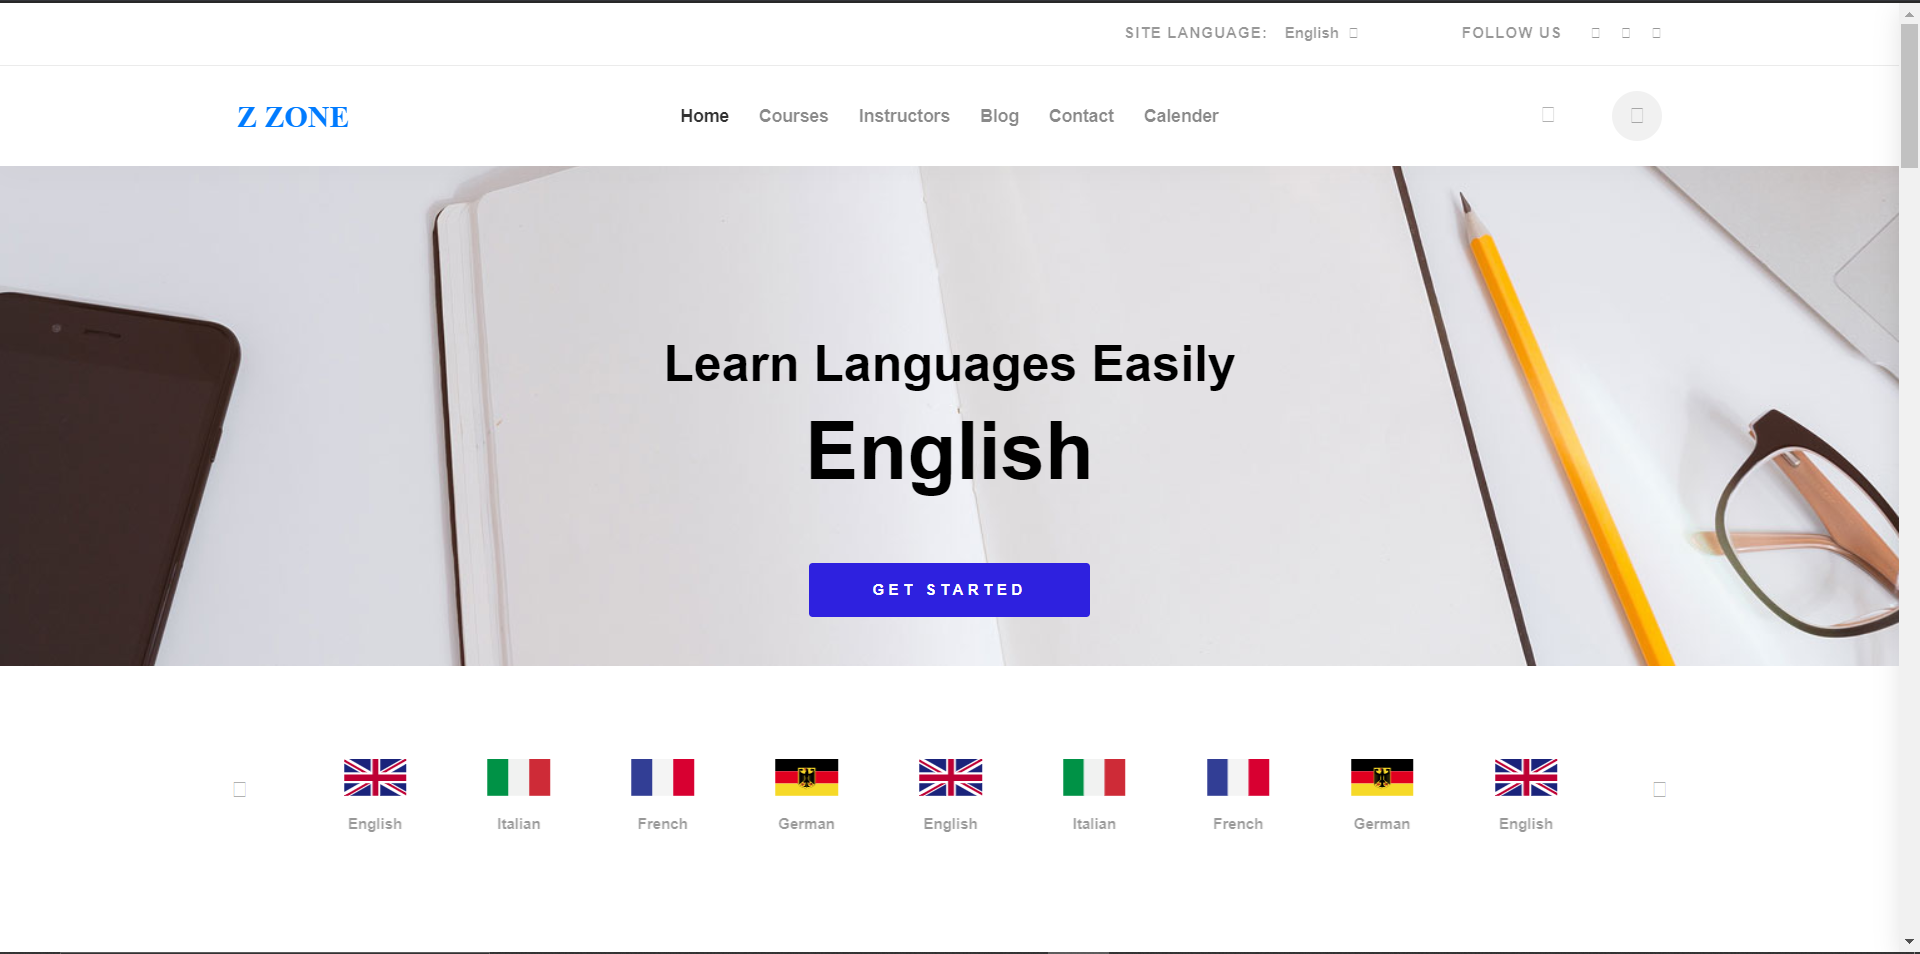 SITE LANGUAGE: English FOLLOW US
Z ZONE
Home Courses Instructors Blog Contact Calender
Learn Languages Easily
English
GET STARTED
English Italian French German English Italian French German English